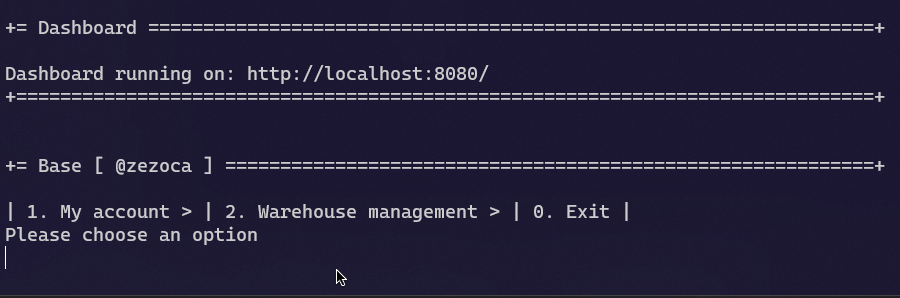 += Dashboard ==================================================================+
Dashboard running on: http://localhost:8080/
+==============================================================================+
+= Base [ @zezoca ] ===========================================================+
| 1. My account > | 2. Warehouse management > | 0. Exit |
Please choose an option